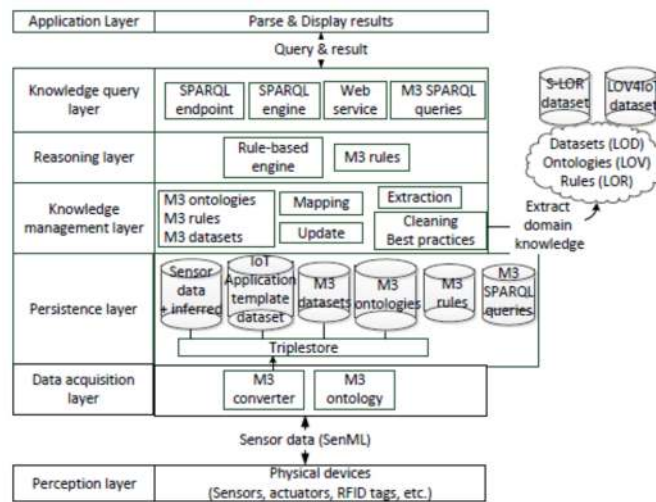 Application Layer
Parse & Display results
Query & result
Knowledge query
layer
SPARQL
endpoint
SPARQL
engine
Web
service
M3 SPARQL
queries
S-LOR
dataset
LOV4IoT
dataset
Datasets (LOD)
Ontologies (LOV)
Rules (LOR)
Reasoning layer
Rule-based
engine
M3 rules
Knowledge
management layer
M3 ontologies
M3 rules
M3 datasets
Mapping
Update
Extraction
Cleaning
Best practices
Extract
domain
knowledge
Persistence layer
Sensor
data
+ inferred
IoT
Application
template
dataset
M3
datasets
M3
ontologies
M3
rules
M3
SPARQL
queries
Triplestore
Data acquisition
layer
M3
converter
M3
ontology
Sensor data (SenML)
Perception layer
Physical devices
(Sensors, actuators, RFID tags, etc.)